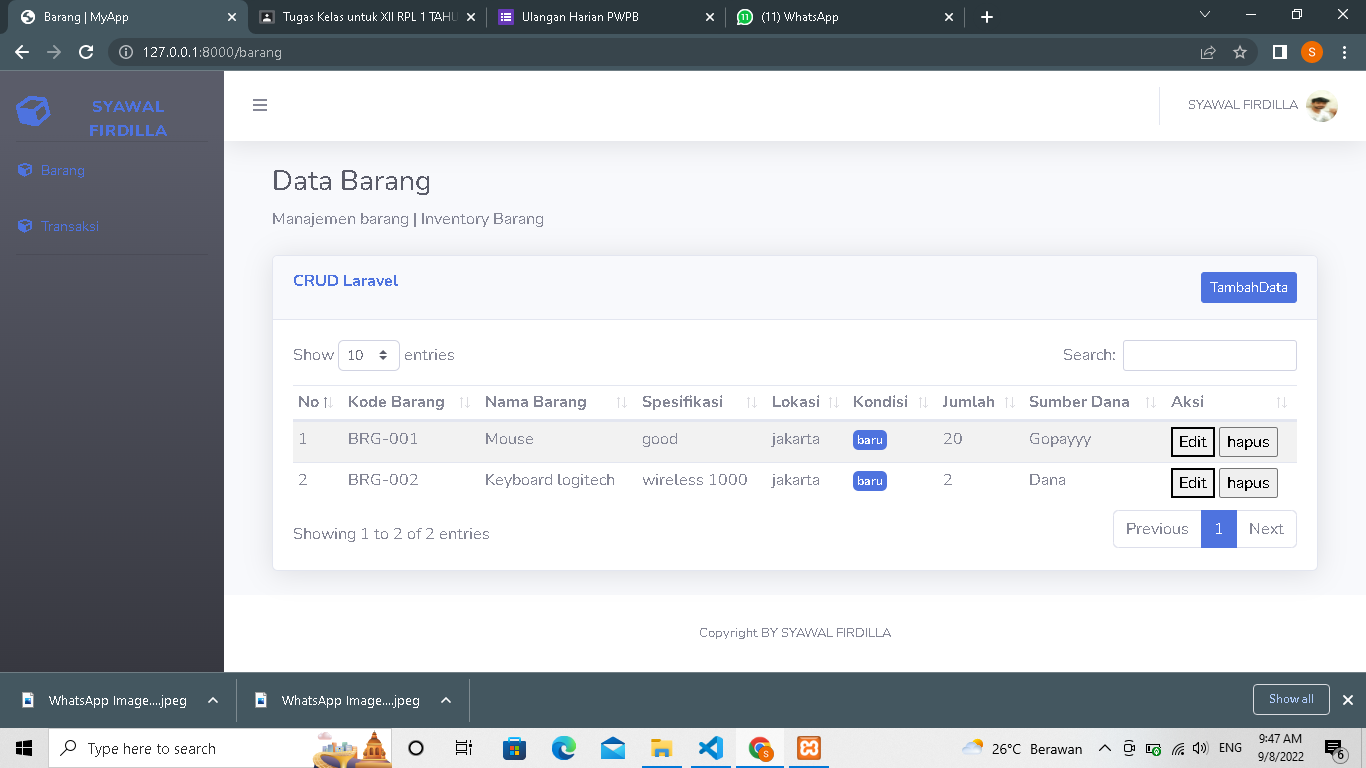 Barang | MyApp
Tugas Kelas untuk XII RPL 1 TAHU
Ulangan Harian PWPB
11
(11) WhatsApp
127.0.0.1:8000/barang
S
SYAWAL
FIRDILLA
SYAWAL FIRDILLA
Barang
Transaksi
Data Barang
Manajemen barang | Inventory Barang
CRUD Laravel
TambahData
Show 10 entries
Search:
No Kode Barang Nama Barang Spesifikasi Lokasi Kondisi Jumlah Sumber Dana Aksi
1 BRG-001 Mouse good jakarta baru 20 Gopayyy Edit hapus
2 BRG-002 Keyboard logitech wireless 1000 jakarta baru 2 Dana Edit hapus
Showing 1 to 2 of 2 entries
Previous 1 Next
Copyright BY SYAWAL FIRDILLA
WhatsApp Image....jpeg
WhatsApp Image....jpeg
Show all
Type here to search
S
26°C Berawan
ENG
9:47 AM
9/8/2022
6